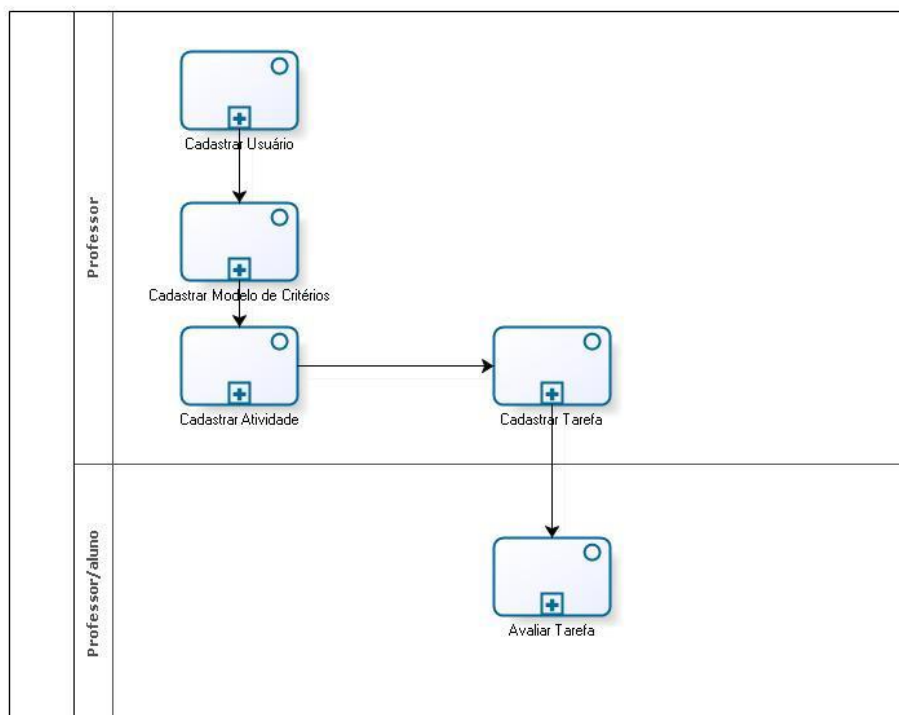 Professor
Cadastrar Usuário
Cadastrar Modelo de Critérios
Cadastrar Atividade
Cadastrar Tarefa
Professor/aluno
Avaliar Tarefa